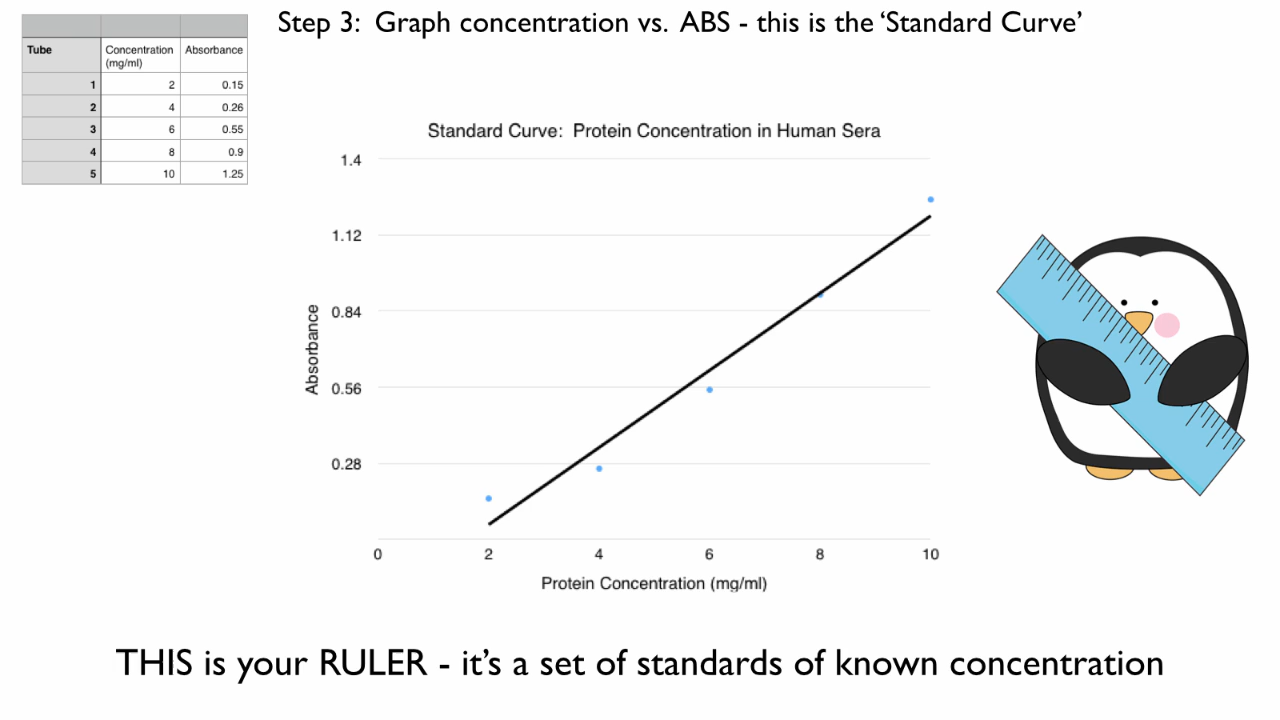 Step 3: Graph concentration vs. ABS - this is the ‘Standard Curve’
Tube Concentration (mg/ml) Absorbance
1 2 0.15
2 4 0.26
3 6 0.55
4 8 0.9
5 10 1.25
Standard Curve: Protein Concentration in Human Sera
1.4
1.12
0.84
0.56
0.28
Absorbance
0 2 4 6 8 10
Protein Concentration (mg/ml)
THIS is your RULER - it’s a set of standards of known concentration